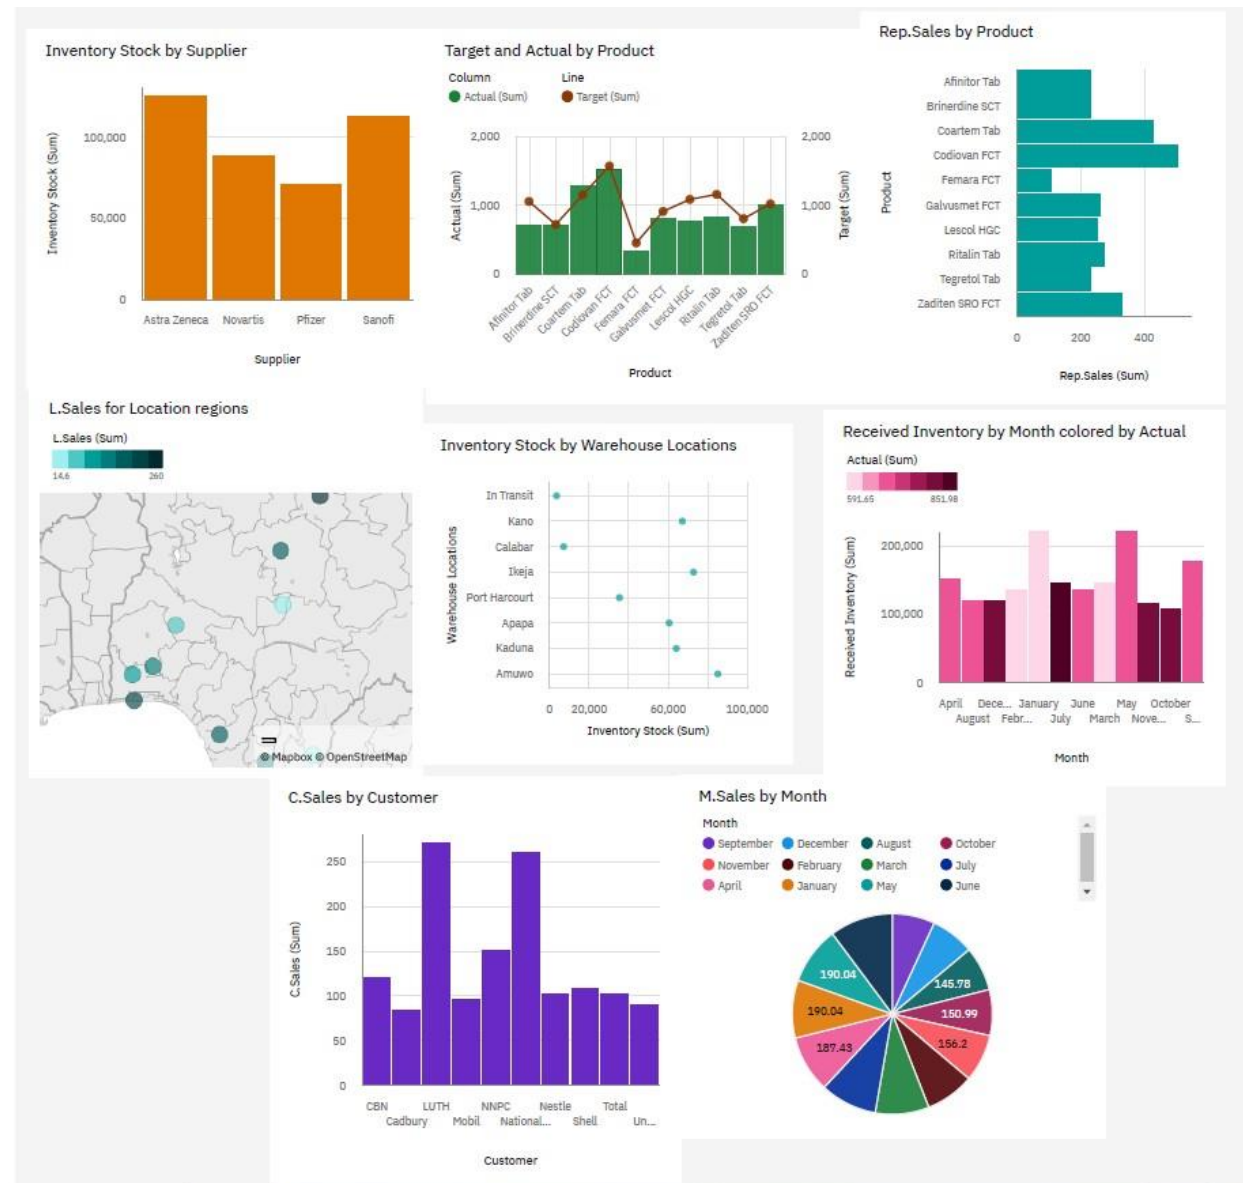 Inventory Stock by Supplier
Inventory Stock (Sum)
100,000
50,000
0
Astra Zeneca Novartis Pfizer Sanofi
Supplier
Target and Actual by Product
Column Line
Actual (Sum) Target (Sum)
2,000 2,000
1,000 1,000
0 0
Actual (Sum)
Target (Sum)
Afinitor Tab
Brinerdine SCT
Coartem Tab
Codiovan FCT
Femara FCT
Galvusmet FCT
Lescol HGC
Ritalin Tab
Tegretol Tab
Zaditen SRO FCT
Product
Rep.Sales by Product
Product
Afinitor Tab
Brinerdine SCT
Coartem Tab
Codiovan FCT
Femara FCT
Galvusmet FCT
Lescol HGC
Ritalin Tab
Tegretol Tab
Zaditen SRO FCT
0 200 400
Rep.Sales (Sum)
L.Sales for Location regions
L.Sales (Sum)
14.6 260
© Mapbox © OpenStreetMap
Inventory Stock by Warehouse Locations
Warehouse Locations
In Transit
Kano
Calabar
Ikeja
Port Harcourt
Apapa
Kaduna
Amuwo
0 20,000 60,000 100,000
Inventory Stock (Sum)
Received Inventory by Month colored by Actual
Actual (Sum)
591.65 851.98
Received Inventory (Sum)
200,000
100,000
0
April Dece... January June May October
August Febr... July March Nove... S...
Month
C.Sales by Customer
C.Sales (Sum)
250
200
150
100
50
0
CBN LUTH NNPC Nestle Total
Cadbury Mobil National... Shell Un...
Customer
M.Sales by Month
Month
September December August October
November February March July
April January May June
190.04
145.78
190.04
150.99
187.43
156.2